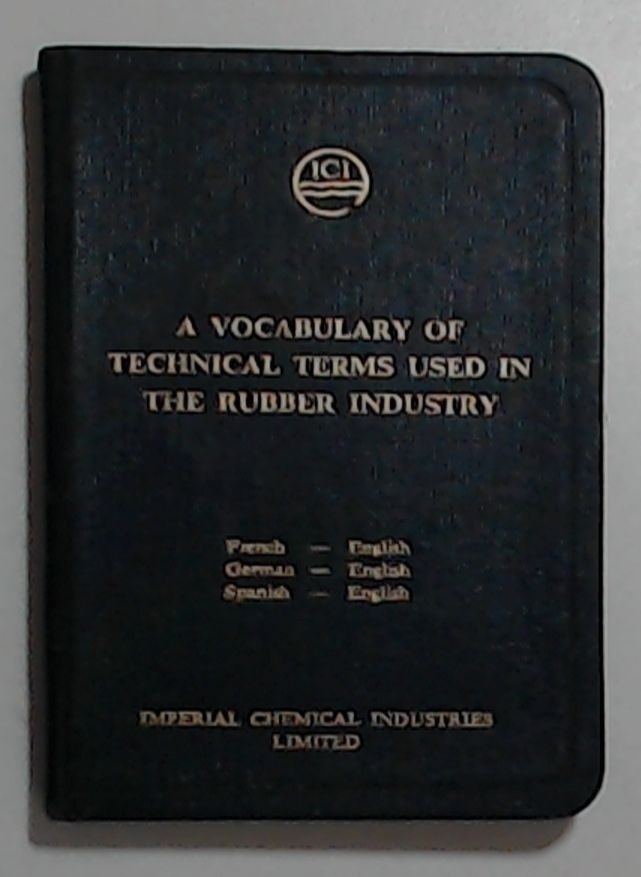 ICI
A VOCABULARY OF
TECHNICAL TERMS USED IN
THE RUBBER INDUSTRY
French — English
German — English
Spanish — English
IMPERIAL CHEMICAL INDUSTRIES
LIMITED